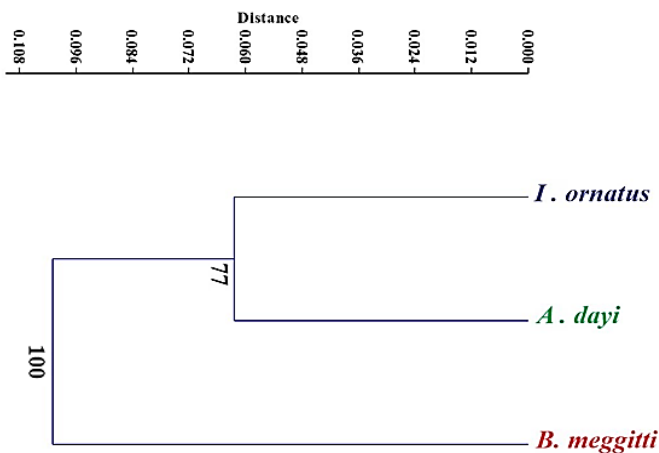 Distance
0.108 0.096 0.084 0.072 0.060 0.048 0.036 0.024 0.012 0.000
I . ornatus
77
A . dayi
100
B. meggitti